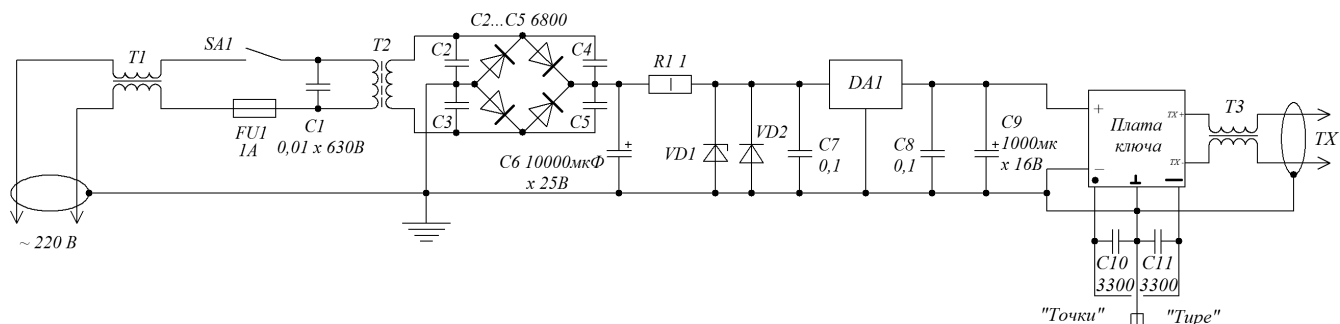 С2...С5 6800
SA1
T1
T2
C2
C4
R1 1
DA1
C3
C5
FU1
1A
C1
0,01 x 630В
C6 10000мкФ
x 25В
VD1
VD2
C7
0,1
C8
0,1
C9
1000мк
x 16В
+
Плата
ключа
TX +
TX -
T3
TX
~ 220 В
C10
3300
C11
3300
"Точки"
"Тире"